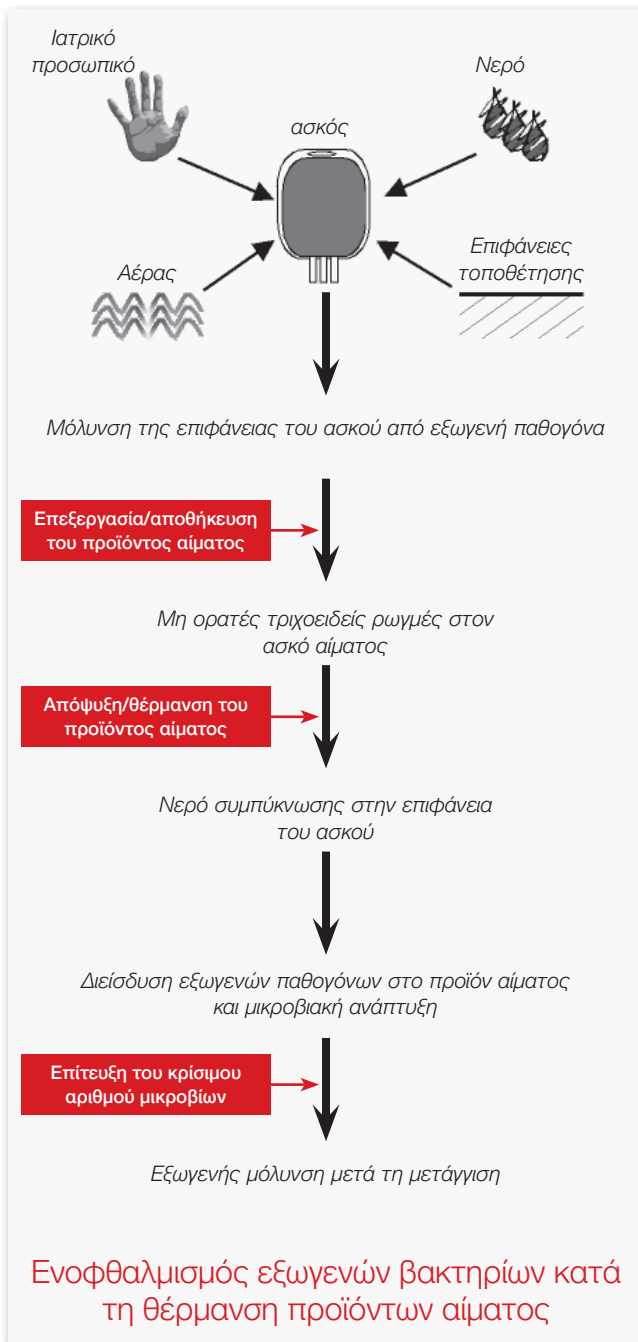 Ιατρικό
προσωπικό
Νερό
ασκός
Αέρας
Επιφάνειες
τοποθέτησης
Μόλυνση της επιφάνειας του ασκού από εξωγενή παθογόνα
Επεξεργασία/αποθήκευση
του προϊόντος αίματος
Μη ορατές τριχοειδείς ρωγμές στον
ασκό αίματος
Απόψυξη/θέρμανση του
προϊόντος αίματος
Νερό συμπύκνωσης στην επιφάνεια
του ασκού
Διείσδυση εξωγενών παθογόνων στο προϊόν αίματος
και μικροβιακή ανάπτυξη
Επίτευξη του κρίσιμου
αριθμού μικροβίων
Εξωγενής μόλυνση μετά τη μετάγγιση
Ενοφθαλμισμός εξωγενών βακτηρίων κατά
τη θέρμανση προϊόντων αίματος